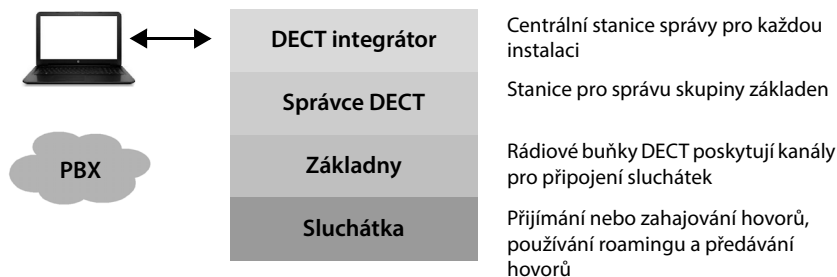 DECT integrátor
Centrální stanice správy pro každou
instalaci
Správce DECT
Stanice pro správu skupiny základen
PBX
Základny
Rádiové buňky DECT poskytují kanály
pro připojení sluchátek
Sluchátka
Přijímání nebo zahajování hovorů,
používání roamingu a předávání
hovorů